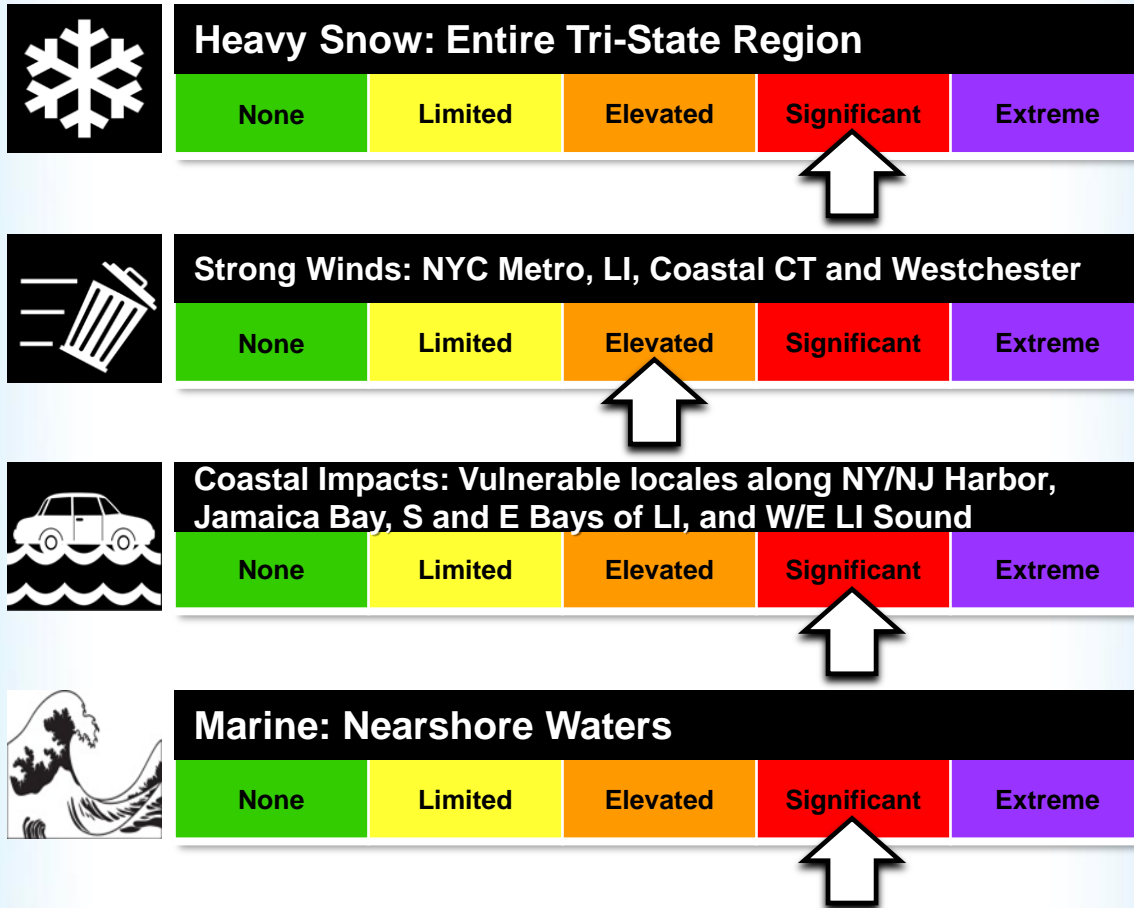 Heavy Snow: Entire Tri-State Region
None Limited Elevated Significant Extreme
Strong Winds: NYC Metro, LI, Coastal CT and Westchester
None Limited Elevated Significant Extreme
Coastal Impacts: Vulnerable locales along NY/NJ Harbor,
Jamaica Bay, S and E Bays of LI, and W/E LI Sound
None Limited Elevated Significant Extreme
Marine: Nearshore Waters
None Limited Elevated Significant Extreme